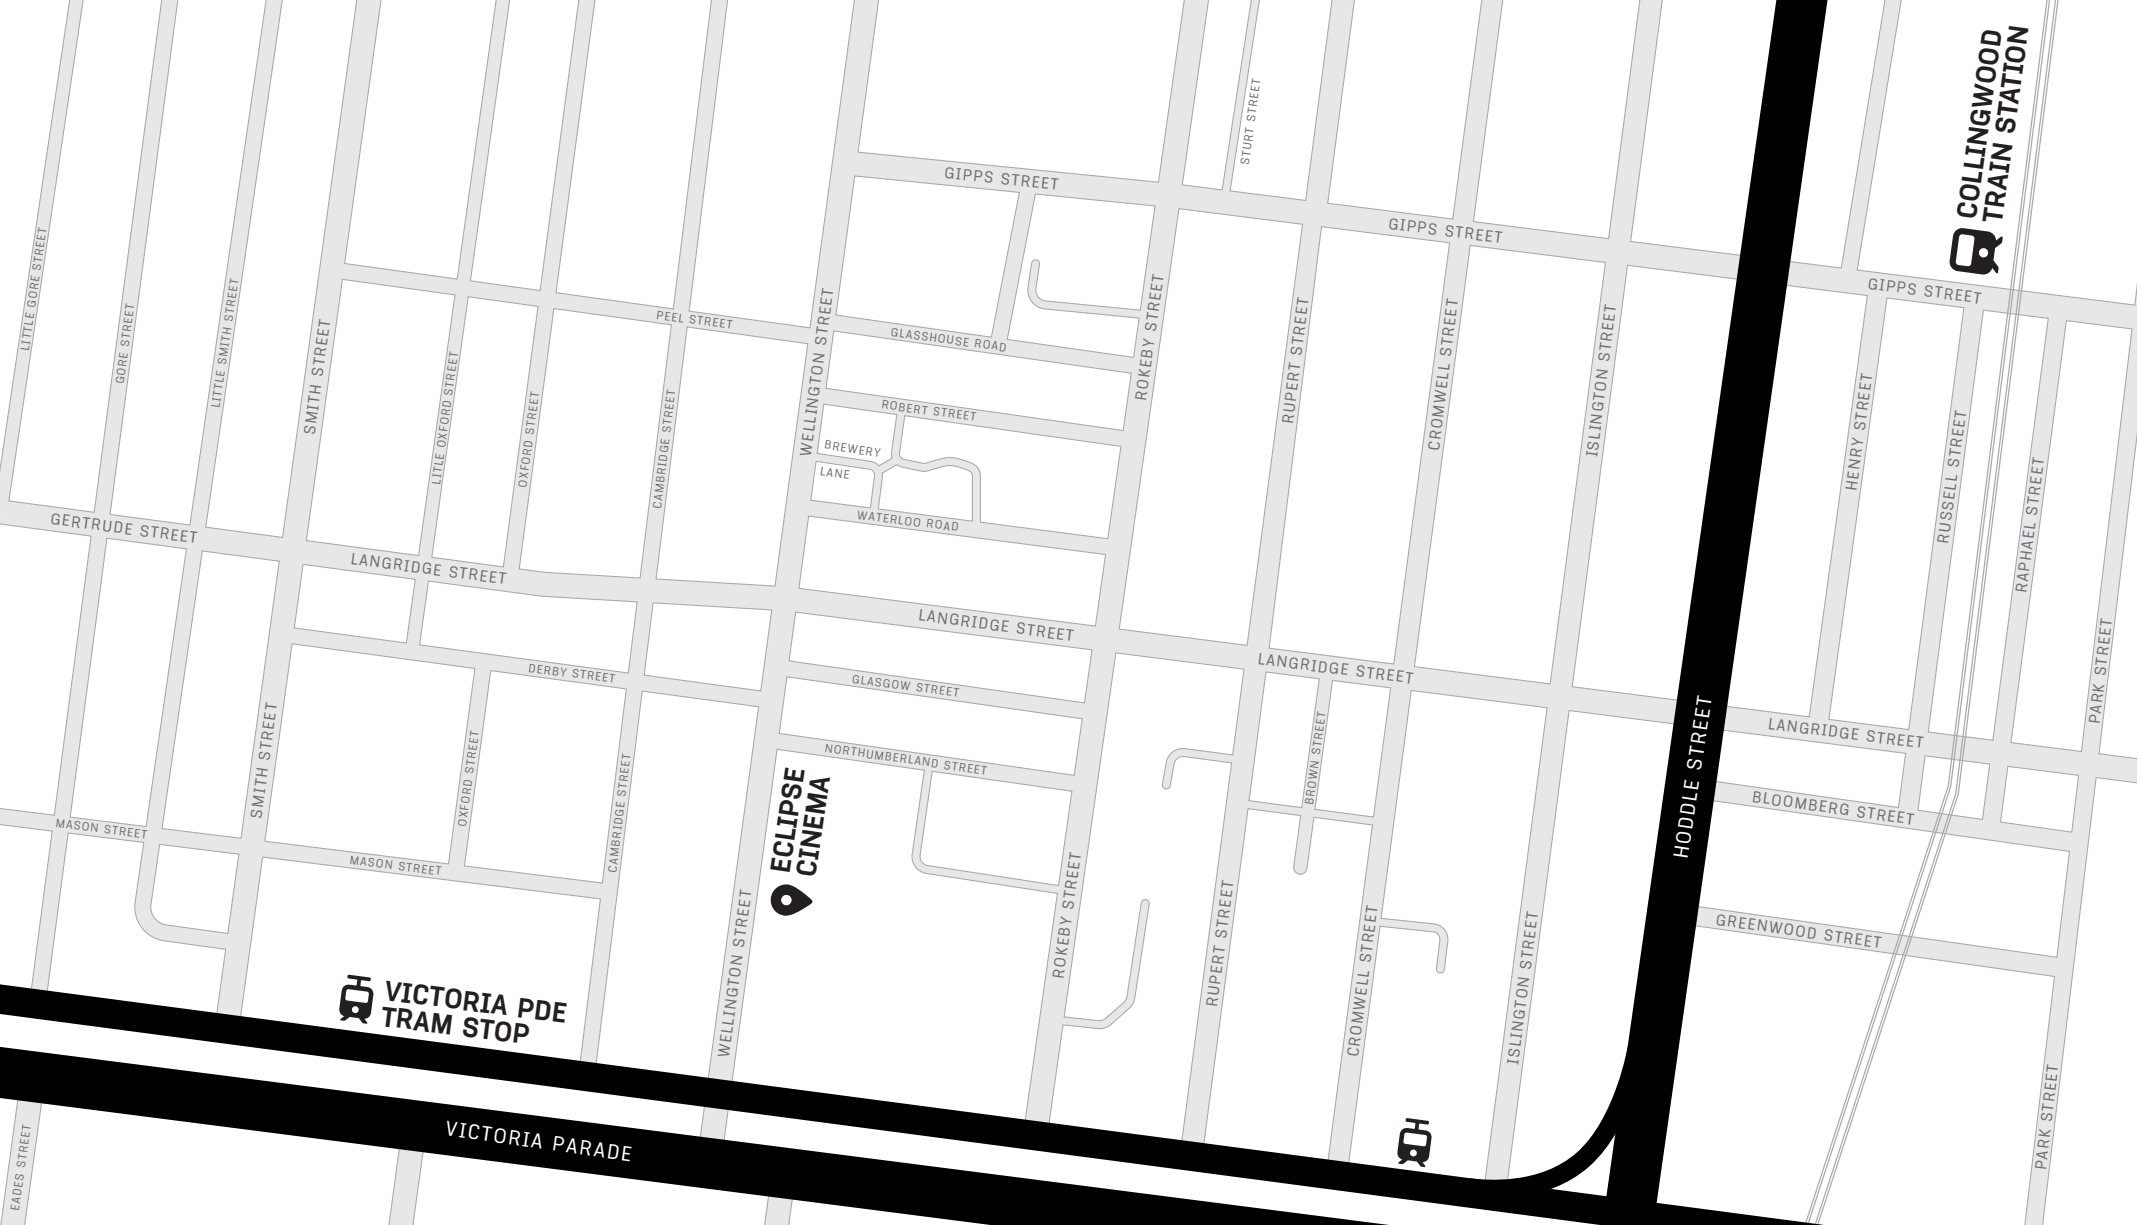 COLLINGWOOD
TRAIN STATION
STURT STREET
GIPPS STREET
GIPPS STREET
GIPPS STREET
LITTLE GORE STREET
GORE STREET
LITTLE SMITH STREET
SMITH STREET
LITLE OXFORD STREET
OXFORD STREET
CAMBRIDGE STREET
PEEL STREET
WELLINGTON STREET
GLASSHOUSE ROAD
ROKEBY STREET
RUPERT STREET
CROMWELL STREET
ISLINGTON STREET
HENRY STREET
RUSSELL STREET
RAPHAEL STREET
PARK STREET
ROBERT STREET
BREWERY
LANE
WATERLOO ROAD
GERTRUDE STREET
LANGRIDGE STREET
LANGRIDGE STREET
LANGRIDGE STREET
LANGRIDGE STREET
DERBY STREET
GLASGOW STREET
NORTHUMBERLAND STREET
BROWN STREET
HODDLE STREET
BLOOMBERG STREET
GREENWOOD STREET
SMITH STREET
OXFORD STREET
CAMBRIDGE STREET
MASON STREET
MASON STREET
ECLIPSE
CINEMA
WELLINGTON STREET
ROKEBY STREET
RUPERT STREET
CROMWELL STREET
ISLINGTON STREET
PARK STREET
VICTORIA PDE
TRAM STOP
VICTORIA PARADE
EADES STREET